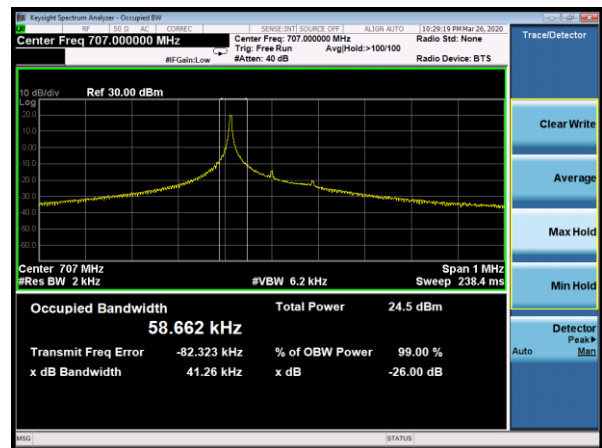 Keysight Spectrum Analyzer - Occupied BW
RF 50 Ω AC CORREC SENSE:INT SOURCE OFF ALIGN AUTO 10:29:19 PM Mar 26, 2020
Center Freq 707.000000 MHz Center Freq: 707.000000 MHz Radio Std: None Trace/Detector
Trig: Free Run Avg|Hold:>100/100
#IFGain:Low #Atten: 40 dB Radio Device: BTS
10 dB/div Ref 30.00 dBm
Log
20.0
10.0
0.00
-10.0
-20.0
-30.0
-40.0
-50.0
-60.0
Clear Write
Average
Max Hold
Min Hold
Center 707 MHz Span 1 MHz
#Res BW 2 kHz #VBW 6.2 kHz Sweep 238.4 ms
Occupied Bandwidth Total Power 24.5 dBm
58.662 kHz
Transmit Freq Error -82.323 kHz % of OBW Power 99.00 %
x dB Bandwidth 41.26 kHz x dB -26.00 dB
Detector
Peak▶
Auto Man
MSG STATUS